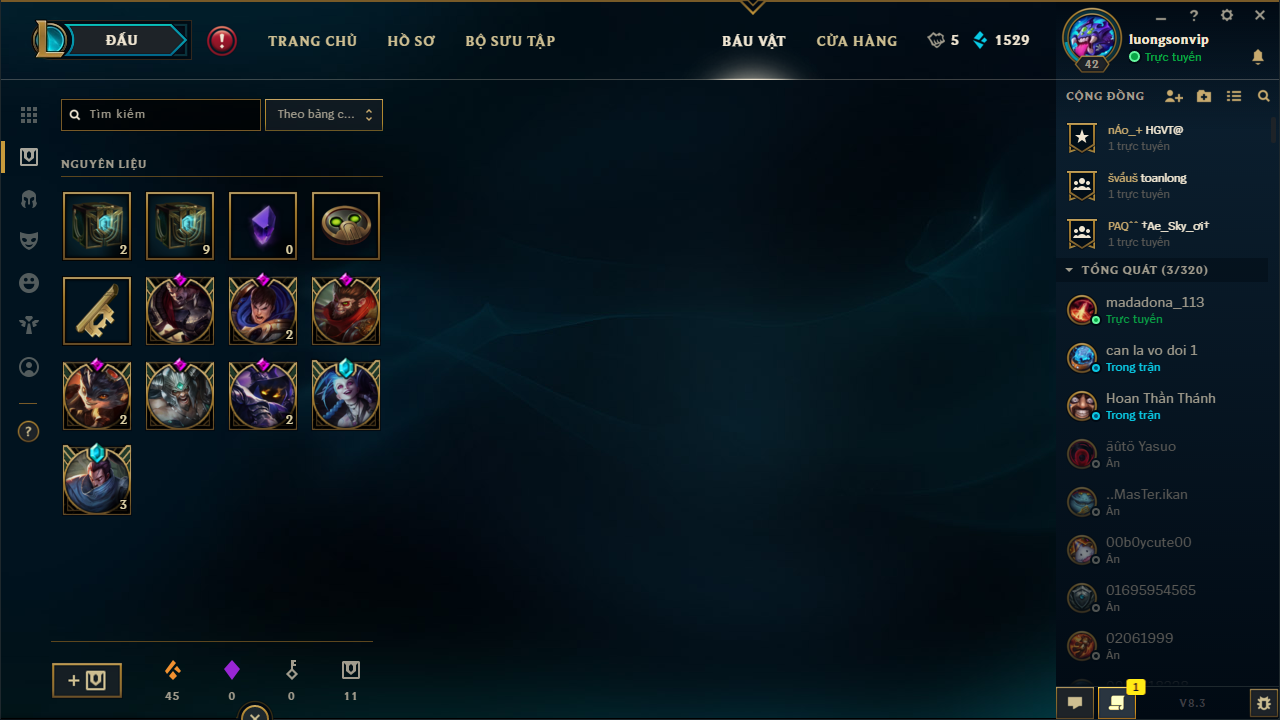 ĐẤU
TRANG CHỦ
HỒ SƠ
BỘ SƯU TẬP
BÁU VẬT
CỬA HÀNG
5
1529
42
luongsonvip
Trực tuyến
Tìm kiếm
Theo bảng c...
NGUYÊN LIỆU
2
9
0
2
2
2
3
+
45
0
0
11
CỘNG ĐỒNG
nÁo_+ HGVT@
1 trực tuyến
švấuš toanlong
1 trực tuyến
PAQˆˆ †Ae_Sky_ơi†
1 trực tuyến
TỔNG QUÁT (3/320)
madadona_113
Trực tuyến
can la vo doi 1
Trong trận
Hoan Thần Thánh
Trong trận
äûtö Yasuo
Ẩn
..MasTer.ikan
Ẩn
00b0ycute00
Ẩn
01695954565
Ẩn
02061999
Ẩn
1
V8.3